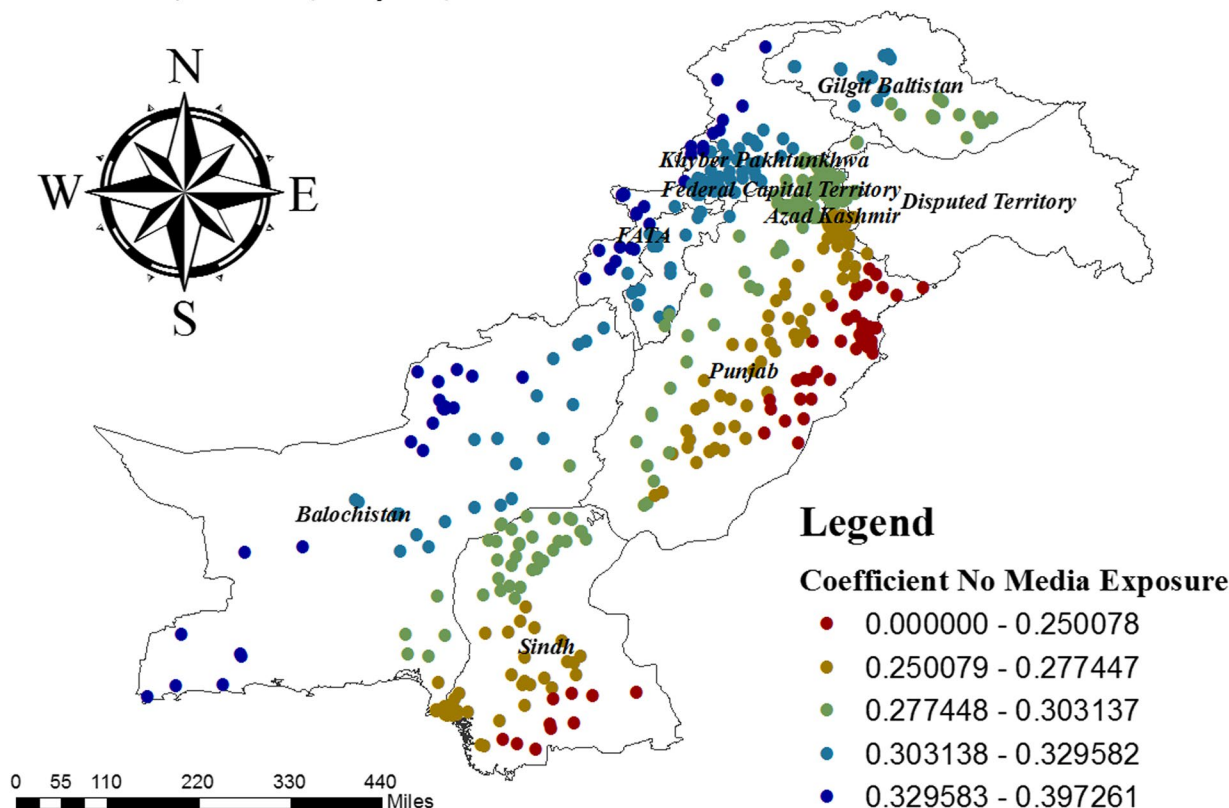 N
W
E
S
Gilgit Baltistan
Khyber Pakhtunkhwa
Federal Capital Territory
Disputed Territory
Azad Kashmir
FATA
Punjab
Balochistan
Sindh
Legend
Coefficient No Media Exposure
0.000000 - 0.250078
0.250079 - 0.277447
0.277448 - 0.303137
0.303138 - 0.329582
0.329583 - 0.397261
0 55 110 220 330 440
Miles